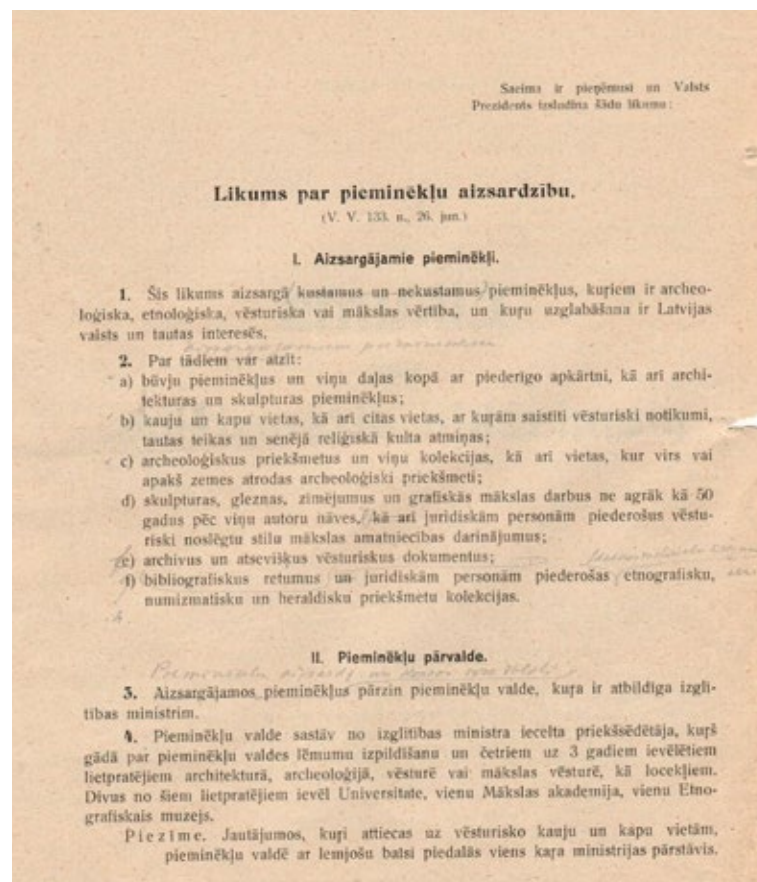 Saeima ir pieņēmusi un Valsts
Prezidents izsludina šādu likumu:
Likums par pieminēkļu aizsardzību.
(V. V. 133. n., 26. jun.)
I. Aizsargājamie pieminēkļi.
1. Šis likums aizsargā kustamus un nekustamus pieminēkļus, kuŗiem ir archeo-
loģiska, etnoloģiska, vēsturiska vai mākslas vērtība, un kuŗu uzglabāšana ir Latvijas
valsts un tautas interesēs.
2. Par tādiem var atzīt:
a) būvju pieminēkļus un viņu daļas kopā ar piederīgo apkārtni, kā arī archi-
tekturas un skulpturas pieminēkļus;
b) kauju un kapu vietas, kā arī citas vietas, ar kuŗām saistīti vēsturiski notikumi,
tautas teikas un senējā reliģiskā kulta atmiņas;
c) archeoloģiskus priekšmetus un viņu kolekcijas, kā arī vietas, kur virs vai
apakš zemes atrodas archeoloģiski priekšmeti;
d) skulpturas, gleznas, zīmējumus un grafiskās mākslas darbus ne agrāk kā 50
gadus pēc viņu autoru nāves, kā arī juridiskām personām piederošus vēstu-
riski noslēgtu stilu mākslas amatniecības darinājumus;
e) archivus un atsevišķus vēsturiskus dokumentus;
f) bibliografiskus retumus un juridiskām personām piederošas etnografisku,
numizmatisku un heraldisku priekšmetu kolekcijas.
II. Pieminēkļu pārvalde.
3. Aizsargājamos pieminēkļus pārzin pieminēkļu valde, kuŗa ir atbildīga izglī-
tības ministrim.
4. Pieminēkļu valde sastāv no izglītības ministra iecelta priekšsēdētāja, kuŗš
gādā par pieminēkļu valdes lēmumu izpildīšanu un četriem uz 3 gadiem ievēlētiem
lietpratējiem architekturā, archeoloģijā, vēsturē vai mākslas vēsturē, kā locekļiem.
Divus no šiem lietpratējiem ievēl Universitate, vienu Mākslas akademija, vienu Etno-
grafiskais muzejs.
Piezīme. Jautājumos, kuŗi attiecas uz vēsturisko kauju un kapu vietām,
pieminēkļu valdē ar lemjošu balsi piedalās viens kaŗa ministrijas pārstāvis.